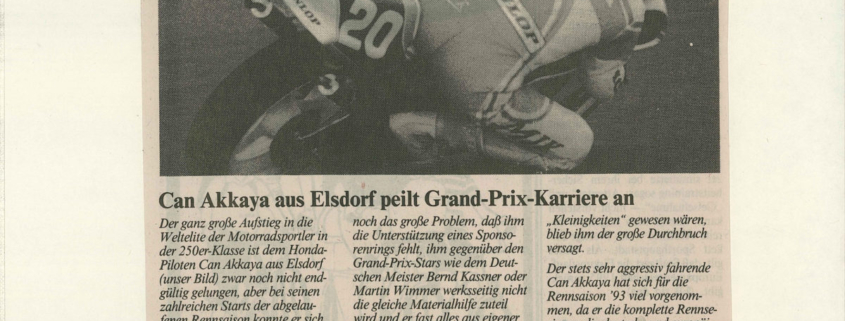 DUNLOP
20
3
Can Akkaya aus Elsdorf peilt Grand-Prix-Karriere an
Der ganz große Aufstieg in die
Weltelite der Motorradsportler in
der 250er-Klasse ist dem Honda-
Piloten Can Akkaya aus Elsdorf
(unser Bild) zwar noch nicht end-
gültig gelungen, aber bei seinen
zahlreichen Starts der abgelau-
fenen Rennsaison konnte er sich
noch das große Problem, daß ihm
die Unterstützung eines Sponso-
renrings fehlt, ihm gegenüber den
Grand-Prix-Stars wie dem Deut-
schen Meister Bernd Kassner oder
Martin Wimmer werksseitig nicht
die gleiche Materialhilfe zuteil
wird und er fast alles aus eigener
„Kleinigkeiten“ gewesen wären,
blieb ihm der große Durchbruch
versagt.
Der stets sehr aggressiv fahrende
Can Akkaya hat sich für die
Rennsaison '93 viel vorgenom-
men, da er die komplette Rennse-